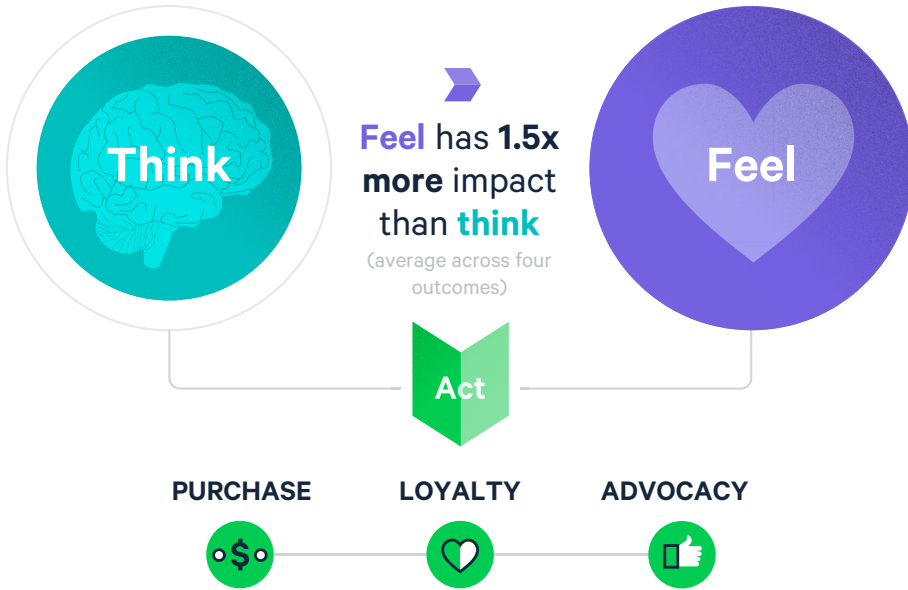 Think
Feel has 1.5x
more impact
than think
(average across four
outcomes)
Feel
Act
PURCHASE
LOYALTY
ADVOCACY
$